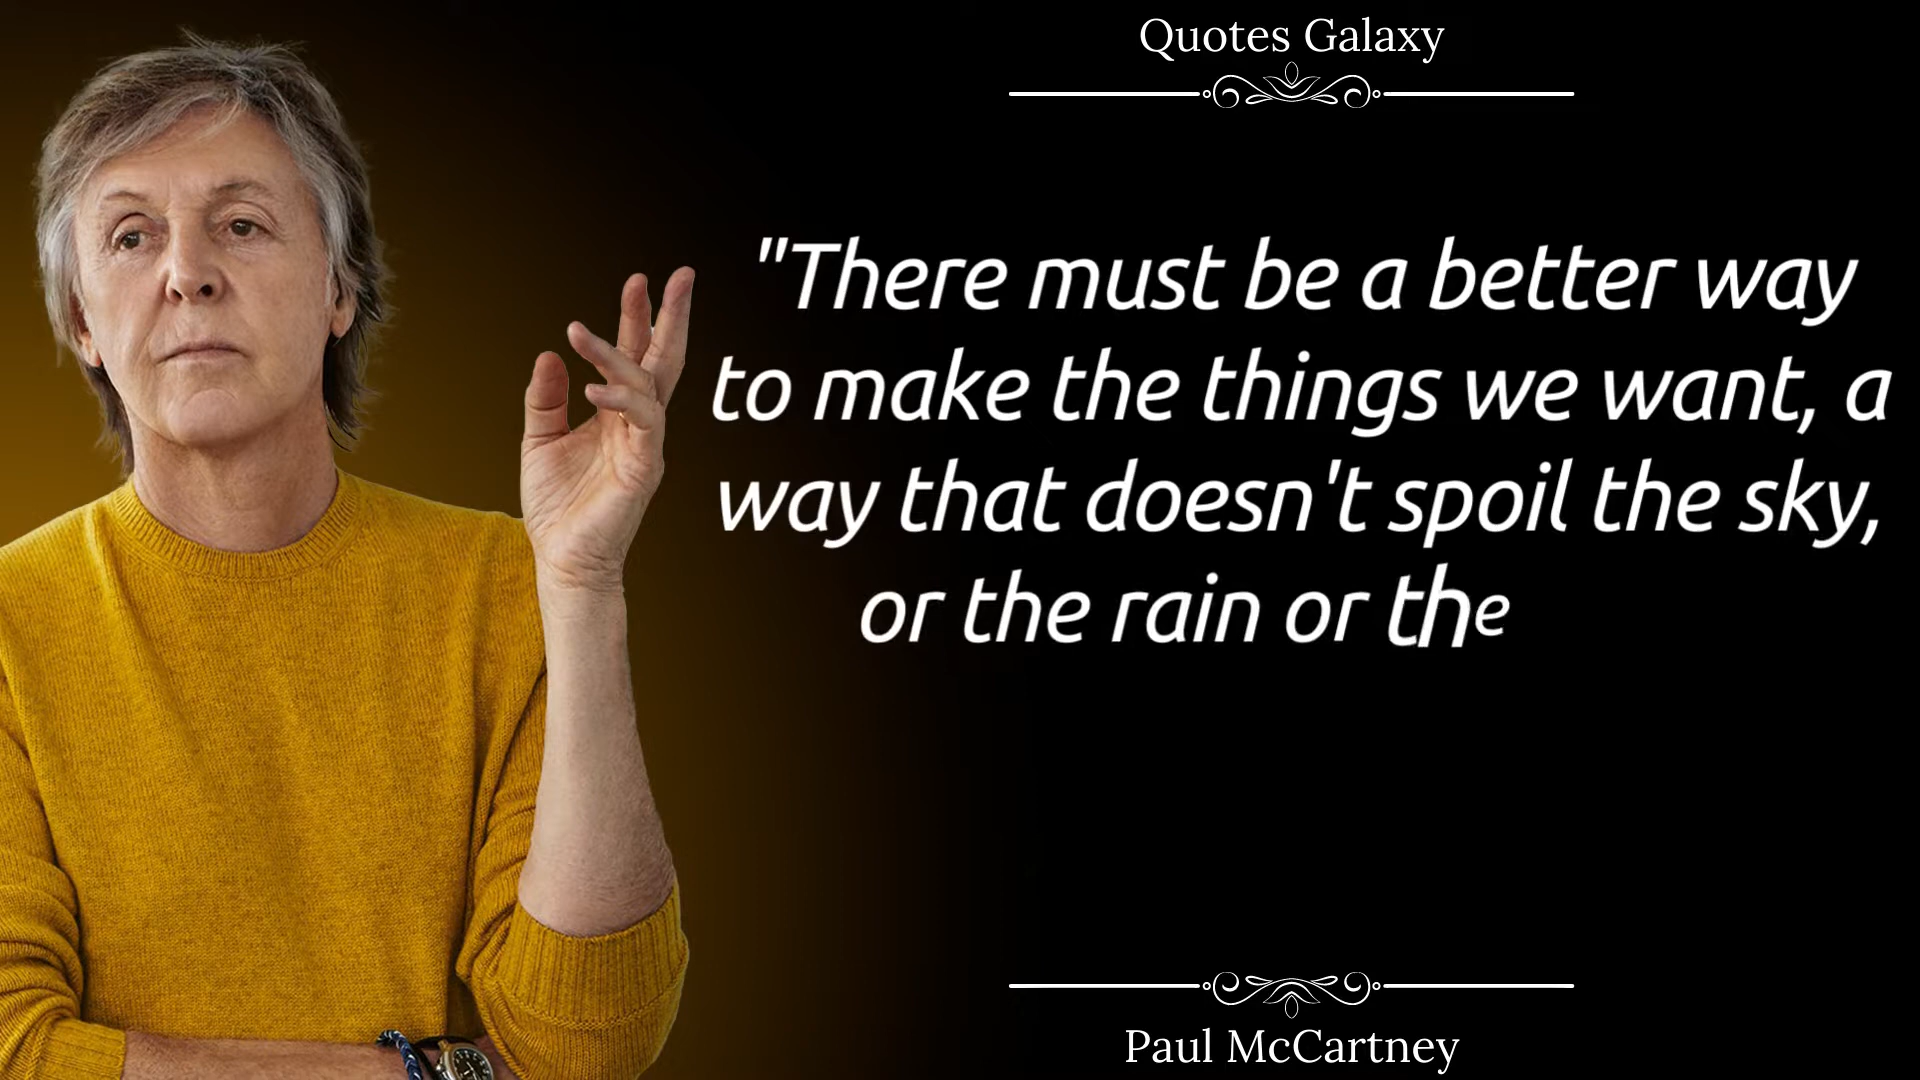 Quotes Galaxy
"There must be a better way
to make the things we want, a
way that doesn't spoil the sky,
or the rain or the
Paul McCartney